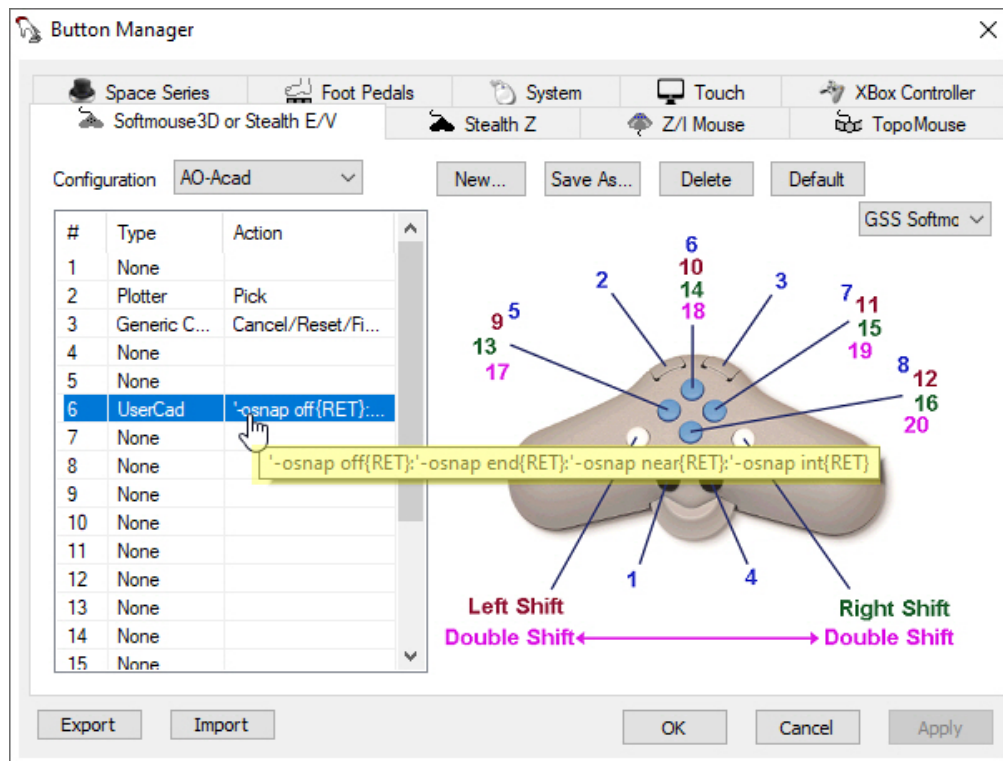 Button Manager
Space Series Foot Pedals System Touch XBox Controller
Softmouse3D or Stealth E/V Stealth Z Z/I Mouse TopoMouse
Configuration AO-Acad New... Save As... Delete Default
GSS Softmc
# Type Action
1 None
2 Plotter Pick
3 Generic C... Cancel/Reset/Fi...
4 None
5 None
6 UserCad '-osnap off{RET}:...
7 None
8 None
9 None
10 None
11 None
12 None
13 None
14 None
15 None
'-osnap off{RET}:'-osnap end{RET}:'-osnap near{RET}:'-osnap int{RET}
6
10
14
18
2
3
9 5
13
17
7
11
15
19
8
12
16
20
1
4
Left Shift Right Shift
Double Shift Double Shift
Export Import OK Cancel Apply